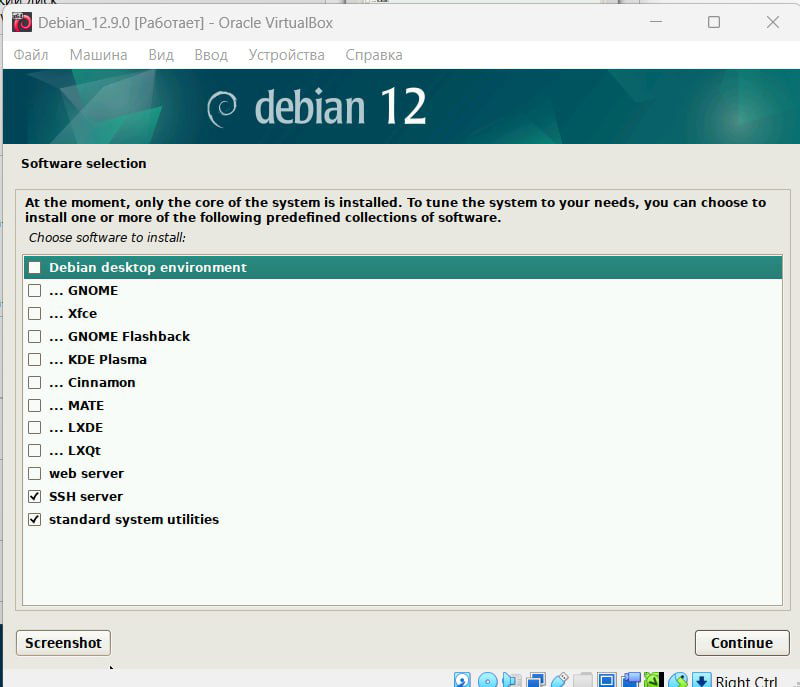 Debian_12.9.0 [Работает] - Oracle VirtualBox
Файл Машина Вид Ввод Устройства Справка
debian 12
Software selection
At the moment, only the core of the system is installed. To tune the system to your needs, you can choose to
install one or more of the following predefined collections of software.
Choose software to install:
Debian desktop environment
... GNOME
... Xfce
... GNOME Flashback
... KDE Plasma
... Cinnamon
... MATE
... LXDE
... LXQt
web server
SSH server
standard system utilities
Screenshot
Continue
Right Ctrl